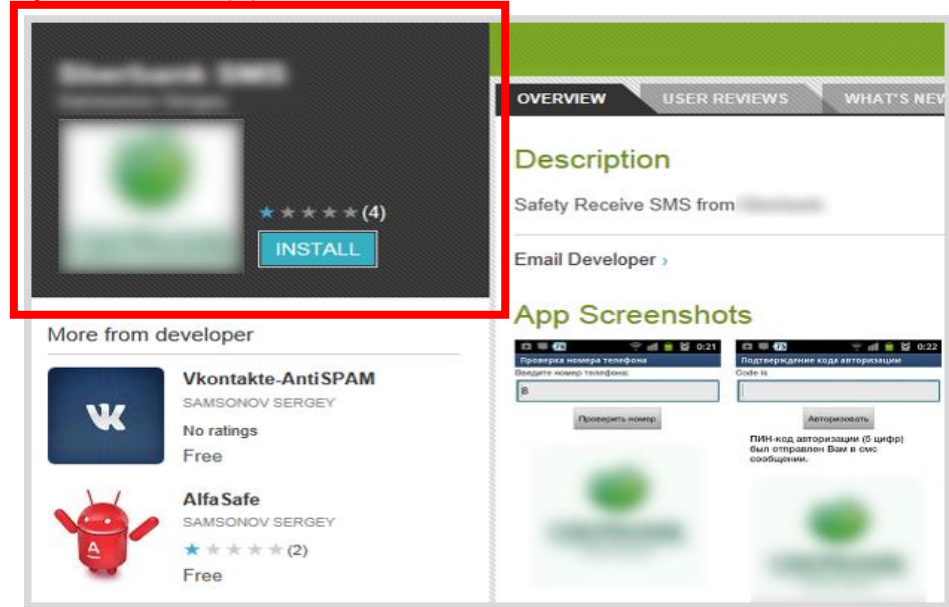 (4)
INSTALL
More from developer
Vkontakte-AntiSPAM
SAMSONOV SERGEY
No ratings
Free
AlfaSafe
SAMSONOV SERGEY
(2)
Free
OVERVIEW
USER REVIEWS
WHAT'S NEW
Description
Safety Receive SMS from
Email Developer ›
App Screenshots
0:21
Проверка номера телефона
Введите номер телефона:
8
Проверить номер
0:22
Подтверждение кода авторизации
Code is
Авторизовать
ПИН-код авторизации (5 цифр)
был отправлен Вам в смс
сообщении.